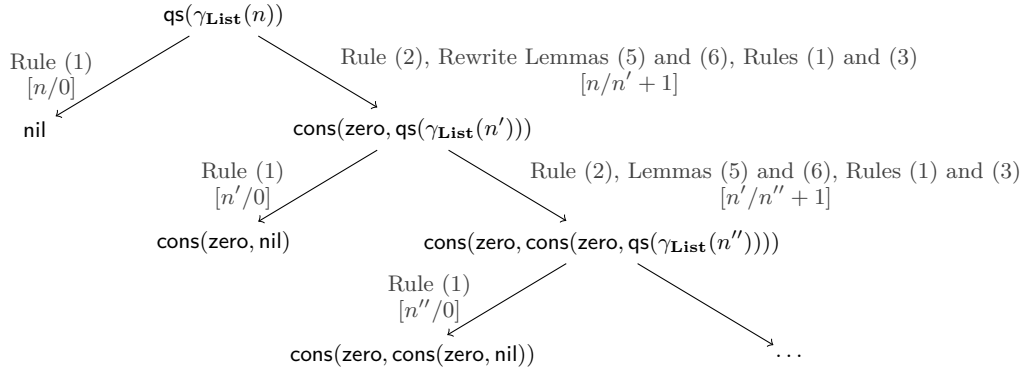 qs(γ_List(n))
Rule (1)
[n/0]
Rule (2), Rewrite Lemmas (5) and (6), Rules (1) and (3)
[n/n′ + 1]
nil
cons(zero, qs(γ_List(n′)))
Rule (1)
[n′/0]
Rule (2), Lemmas (5) and (6), Rules (1) and (3)
[n′/n′′ + 1]
cons(zero, nil)
cons(zero, cons(zero, qs(γ_List(n′′))))
Rule (1)
[n′′/0]
cons(zero, cons(zero, nil))
· · ·